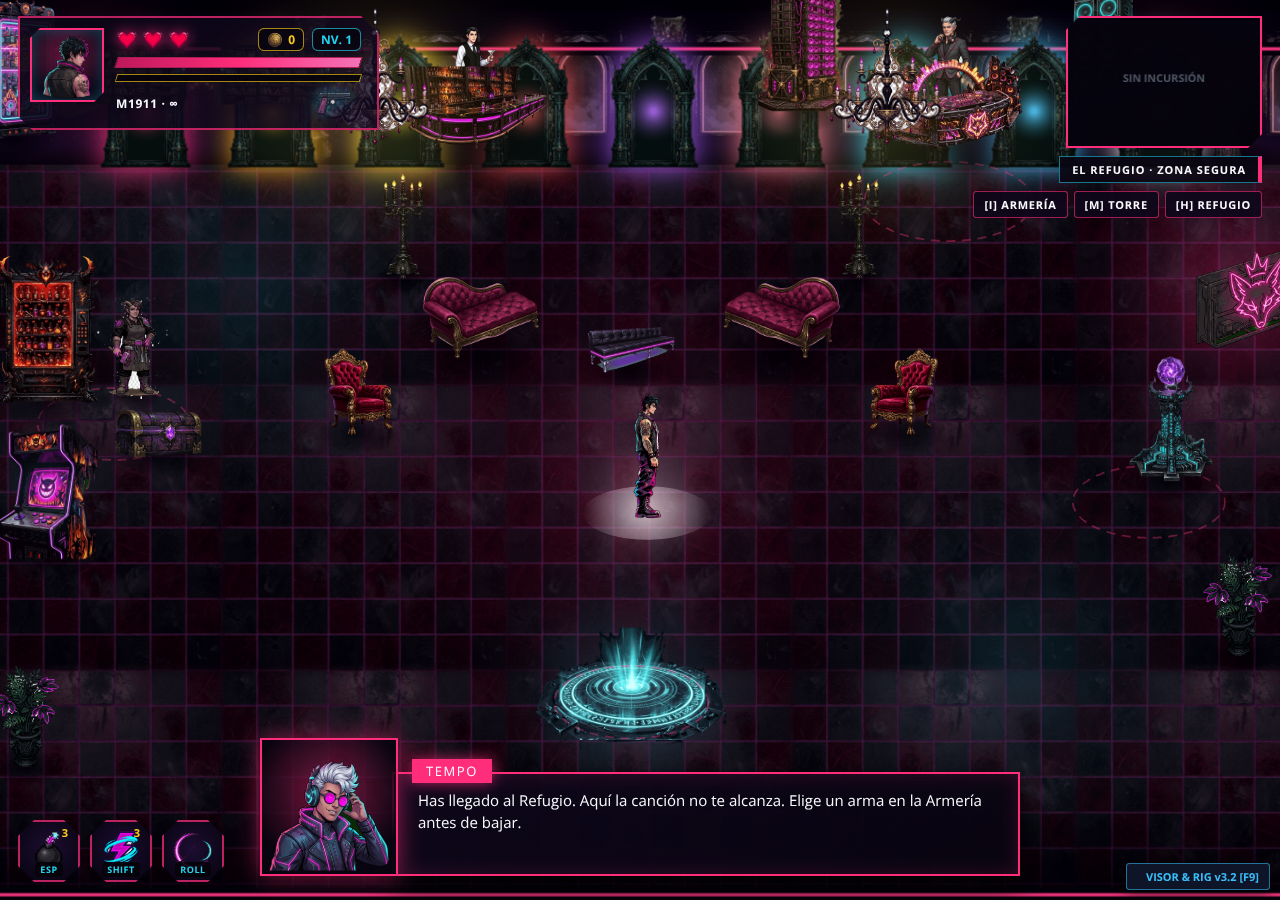 0
NV. 1
M1911 · ∞
SIN INCURSIÓN
EL REFUGIO · ZONA SEGURA
[I] ARMERÍA
[M] TORRE
[H] REFUGIO
TEMPO
Has llegado al Refugio. Aquí la canción no te alcanza. Elige un arma en la Armería
antes de bajar.
3
ESP
3
SHIFT
ROLL
VISOR & RIG v3.2 [F9]